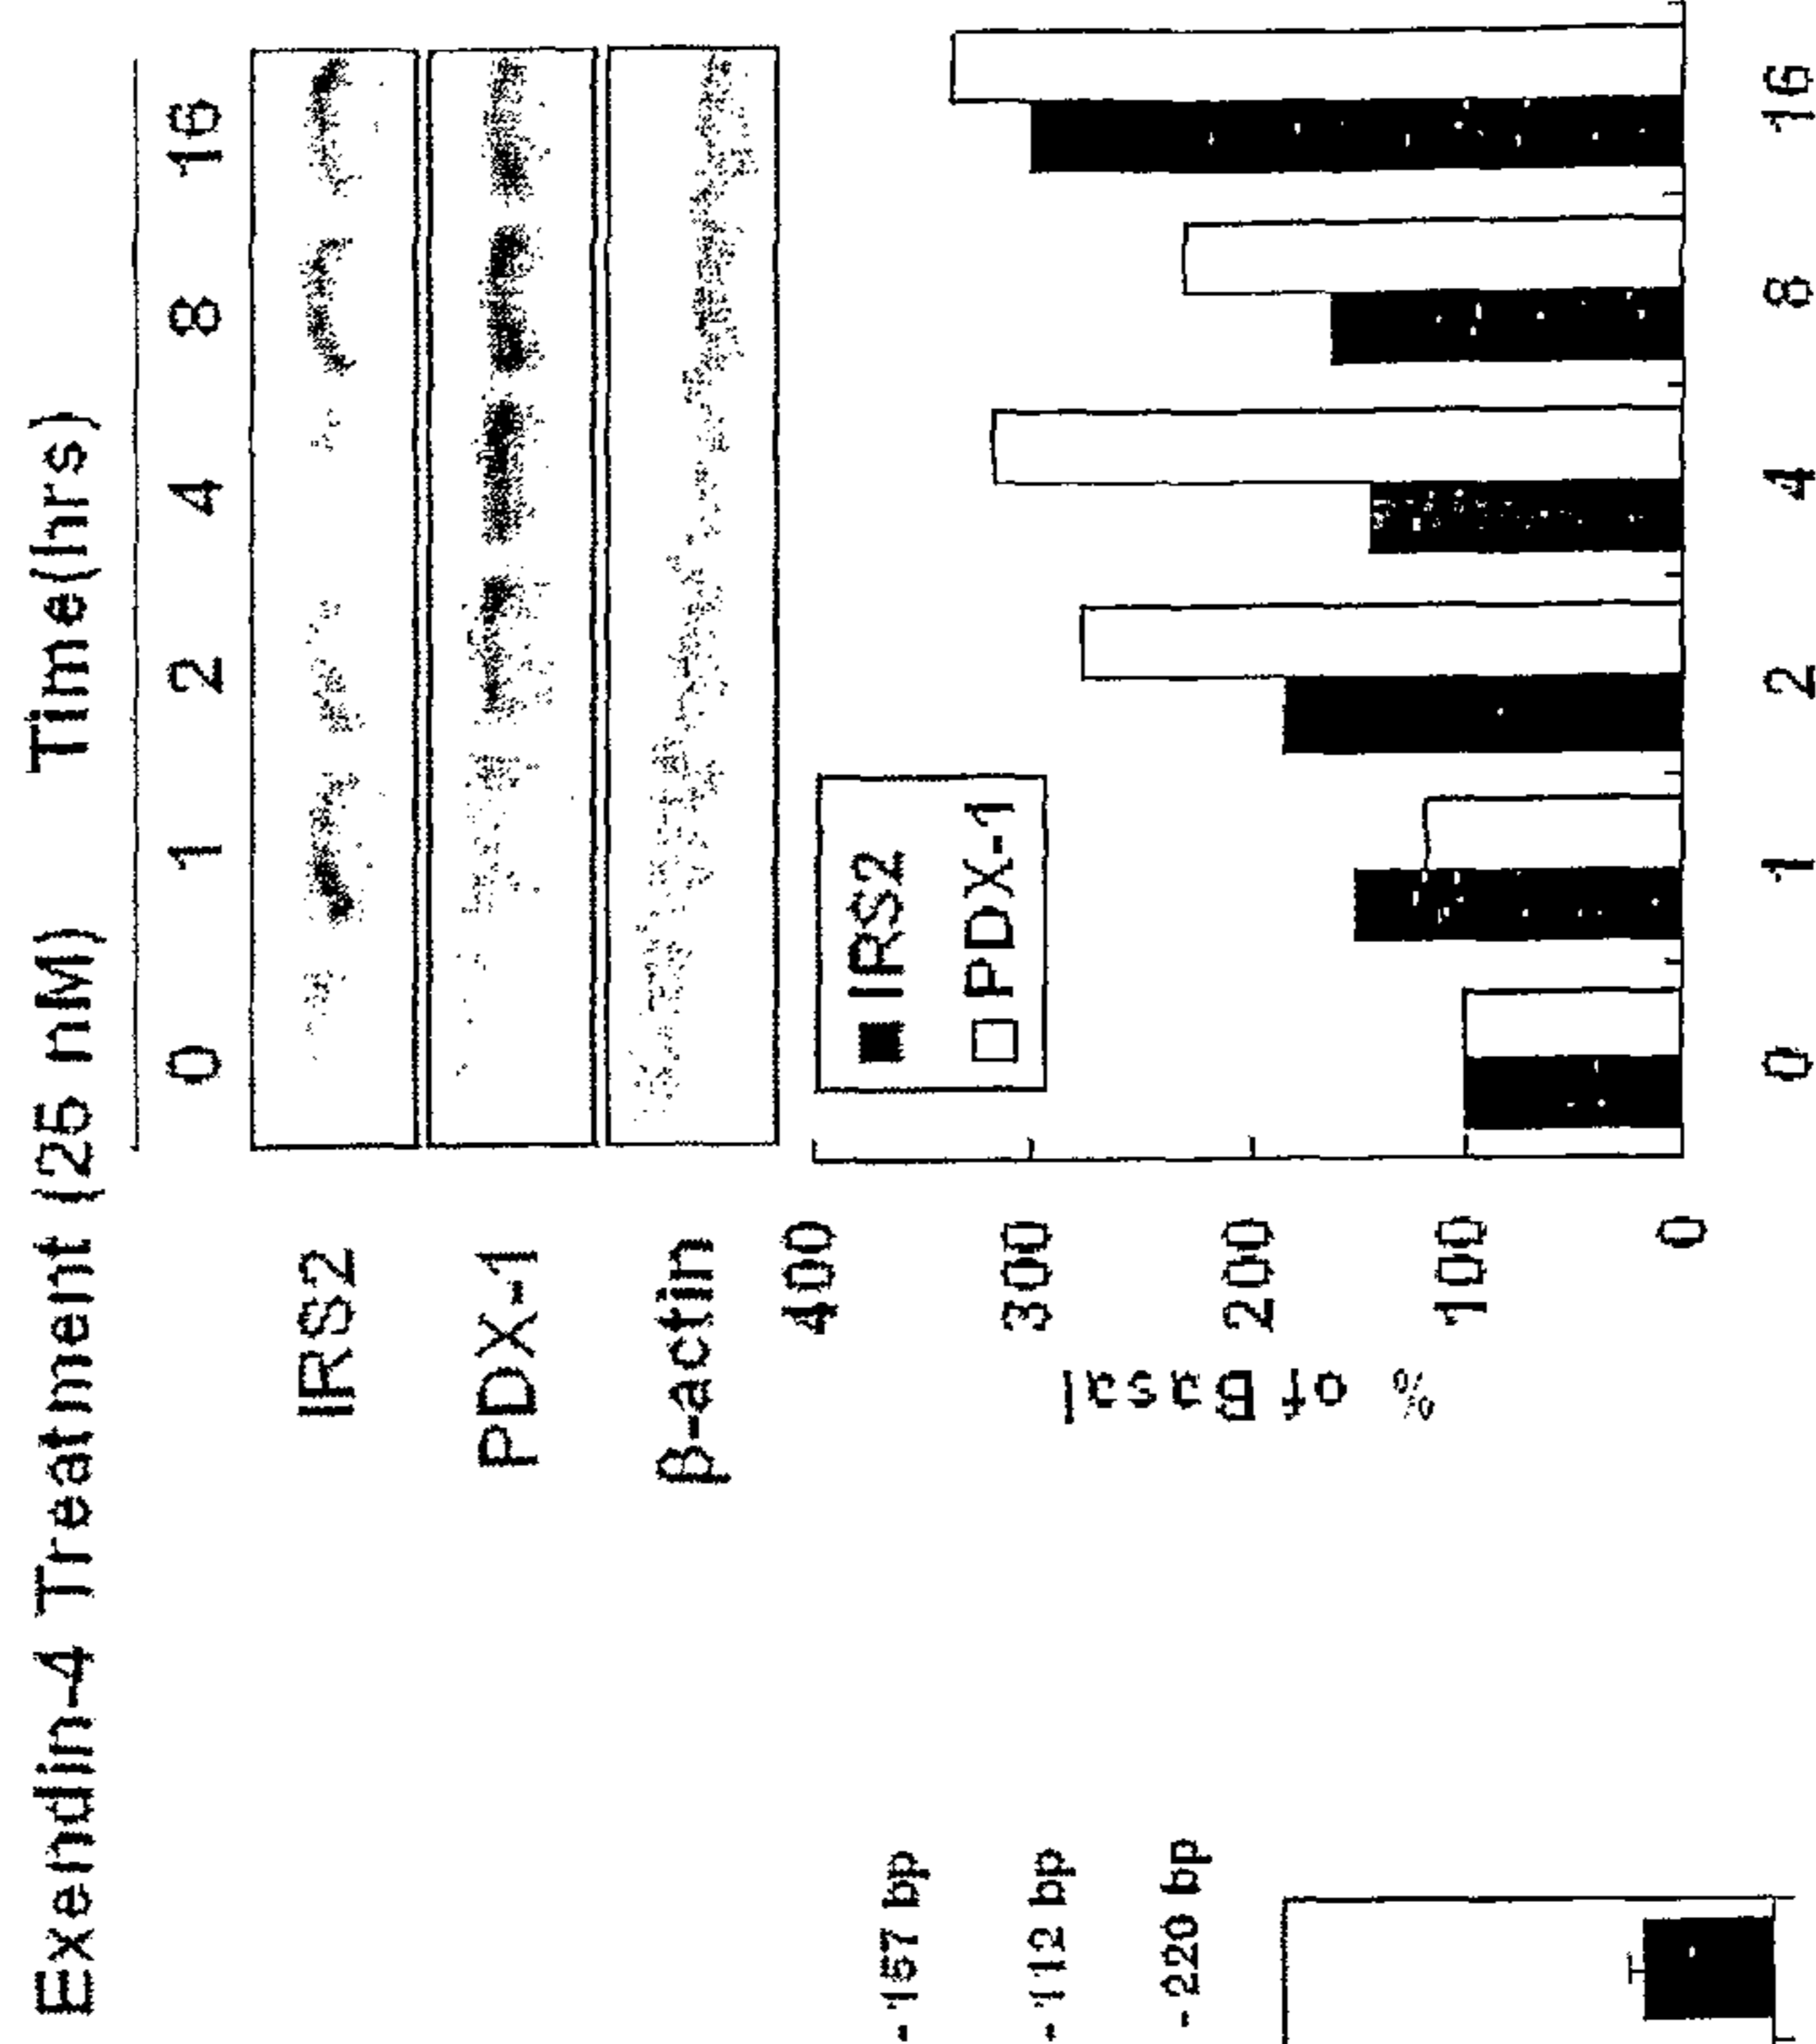 Exendin-4 Treatment (25 nM) Time(hrs)
0 1 2 4 8 16
IRS2
PDX-1
β-actin
IRS2
PDX-1
400
300
200
100
0
% of Basal
0 1 2 4 8 16
- 157 bp
- 112 bp
- 220 bp